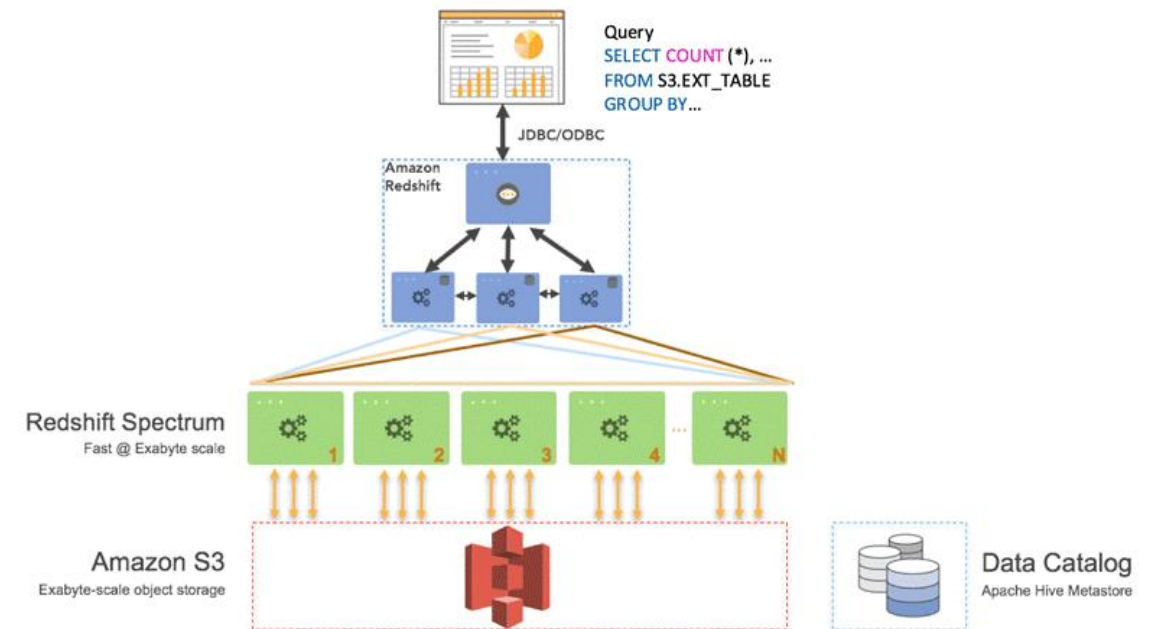 Query
SELECT COUNT (*), ...
FROM S3.EXT_TABLE
GROUP BY...
JDBC/ODBC
Amazon
Redshift
Redshift Spectrum
Fast @ Exabyte scale
1
2
3
4
...
N
Amazon S3
Exabyte-scale object storage
Data Catalog
Apache Hive Metastore